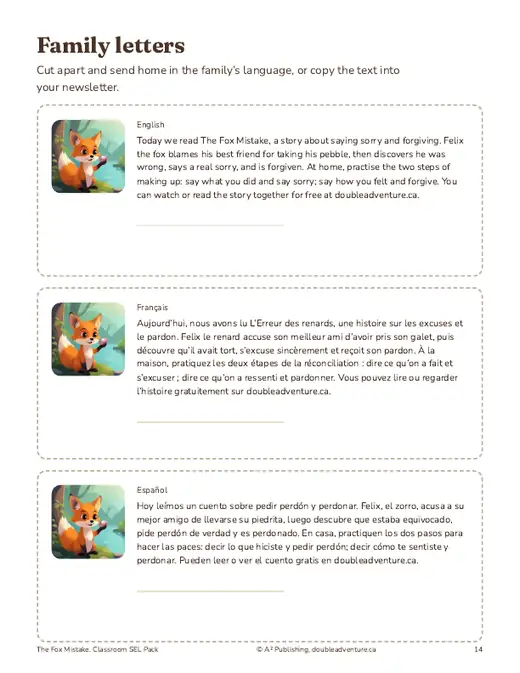 Family letters
Cut apart and send home in the family's language, or copy the text into
your newsletter.
English
Today we read The Fox Mistake, a story about saying sorry and forgiving. Felix
the fox blames his best friend for taking his pebble, then discovers he was
wrong, says a real sorry, and is forgiven. At home, practise the two steps of
making up: say what you did and say sorry; say how you felt and forgive. You
can watch or read the story together for free at doubleadventure.ca.
Français
Aujourd'hui, nous avons lu L'Erreur des renards, une histoire sur les excuses et
le pardon. Felix le renard accuse son meilleur ami d'avoir pris son galet, puis
découvre qu'il avait tort, s'excuse sincèrement et reçoit son pardon. À la
maison, pratiquez les deux étapes de la réconciliation : dire ce qu'on a fait et
s'excuser ; dire ce qu'on a ressenti et pardonner. Vous pouvez lire ou regarder
l'histoire gratuitement sur doubleadventure.ca.
Español
Hoy leímos un cuento sobre pedir perdón y perdonar. Felix, el zorro, acusa a su
mejor amigo de llevarse su piedrita, luego descubre que estaba equivocado,
pide perdón de verdad y es perdonado. En casa, practiquen los dos pasos para
hacer las paces: decir lo que hiciste y pedir perdón; decir cómo te sentiste y
perdonar. Pueden leer o ver el cuento gratis en doubleadventure.ca.
The Fox Mistake. Classroom SEL Pack
© A² Publishing, doubleadventure.ca
14